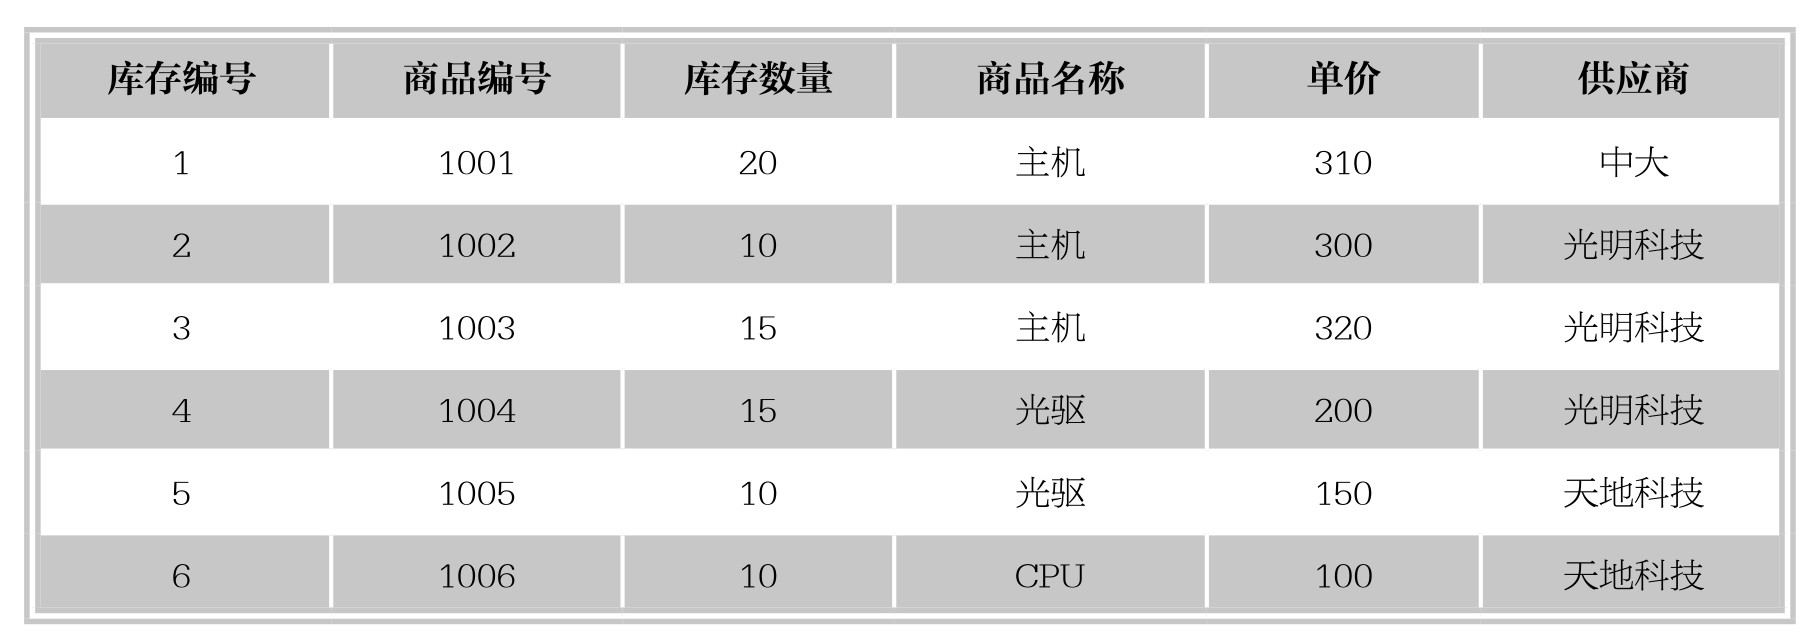 库存编号 商品编号 库存数量 商品名称 单价 供应商
1 1001 20 主机 310 中大
2 1002 10 主机 300 光明科技
3 1003 15 主机 320 光明科技
4 1004 15 光驱 200 光明科技
5 1005 10 光驱 150 天地科技
6 1006 10 CPU 100 天地科技